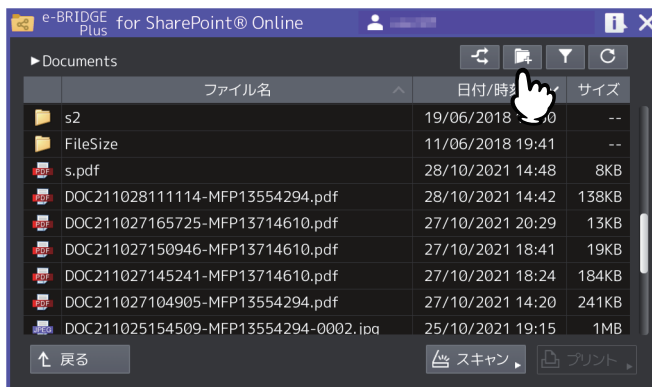 e-BRIDGE Plus for SharePoint® Online
►Documents
ファイル名 日付/時刻 サイズ
s2 19/06/2018 --
FileSize 11/06/2018 19:41 --
s.pdf 28/10/2021 14:48 8KB
DOC211028111114-MFP13554294.pdf 28/10/2021 14:42 138KB
DOC211027165725-MFP13714610.pdf 27/10/2021 20:29 13KB
DOC211027150946-MFP13714610.pdf 27/10/2021 18:41 19KB
DOC211027145241-MFP13714610.pdf 27/10/2021 18:24 184KB
DOC211027104905-MFP13554294.pdf 27/10/2021 14:20 241KB
DOC211025154509-MFP13554294-0002.jpg 25/10/2021 19:15 1MB
戻る スキャン プリント